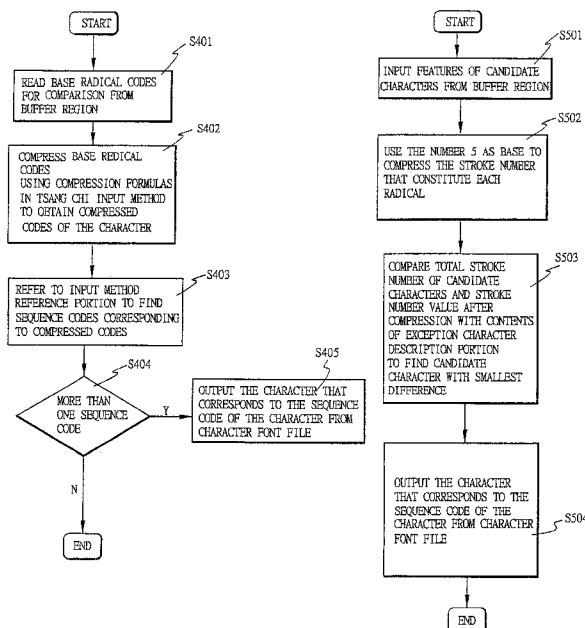 START
S401
READ BASE RADICAL CODES
FOR COMPARISON FROM
BUFFER REGION
S402
COMPRESS BASE REDICAL
CODES
USING COMPRESSION FORMULAS
IN TSANG CHI INPUT METHOD
TO OBTAIN COMPRESSED
CODES OF THE CHARACTER
S403
REFER TO INPUT METHOD
REFERENCE PORTION TO FIND
SEQUENCE CODES CORRESPONDING
TO COMPRESSED CODES
S404
MORE THAN
ONE SEQUENCE
CODE
Y
S405
OUTPUT THE CHARACTER THAT
CORRESPONDS TO THE SEQUENCE
CODE OF THE CHARACTER FROM
CHARACTER FONT FILE
N
END
START
S501
INPUT FEATURES OF CANDIDATE
CHARACTERS FROM BUFFER REGION
S502
USE THE NUMBER 5 AS BASE TO
COMPRESS THE STROKE NUMBER
THAT CONSTITUTE EACH
RADICAL
S503
COMPARE TOTAL STROKE
NUMBER OF CANDIDATE
CHARACTERS AND STROKE
NUMBER VALUE AFTER
COMPRESSION WITH CONTENTS
OF EXCEPTION CHARACTER
DESCRIPTION PORTION
TO FIND CANDIDATE
CHARACTER WITH SMALLEST
DIFFERENCE
OUTPUT THE CHARACTER
THAT CORRESPONDS TO THE
SEQUENCE CODE OF THE
CHARACTER FROM CHARACTER
FONT FILE
S504
END